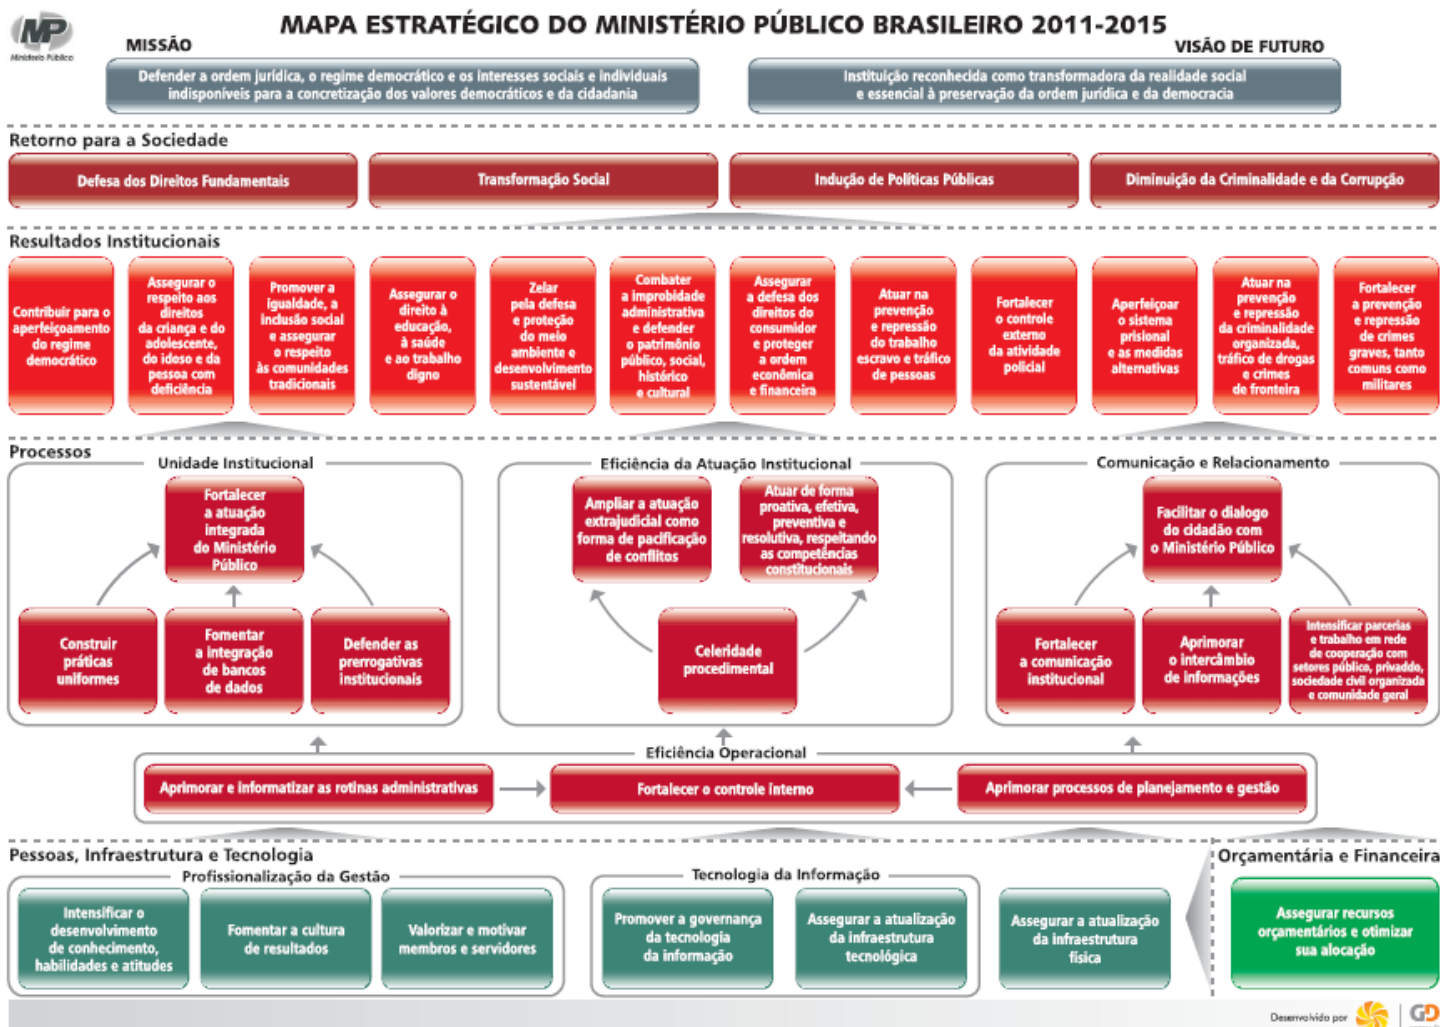 MP
Ministério Público
MAPA ESTRATÉGICO DO MINISTÉRIO PÚBLICO BRASILEIRO 2011-2015
MISSÃO
Defender a ordem jurídica, o regime democrático e os interesses sociais e individuais
indisponíveis para a concretização dos valores democráticos e da cidadania
VISÃO DE FUTURO
Instituição reconhecida como transformadora da realidade social
e essencial à preservação da ordem jurídica e da democracia
Retorno para a Sociedade
Defesa dos Direitos Fundamentais
Transformação Social
Indução de Políticas Públicas
Diminuição da Criminalidade e da Corrupção
Resultados Institucionais
Contribuir para o
aperfeiçoamento
do regime
democrático
Assegurar o
respeito aos
direitos
da criança e do
adolescente,
do idoso e da
pessoa com
deficiência
Promover a
igualdade, a
inclusão social
e assegurar
o respeito
às comunidades
tradicionais
Assegurar o
direito à
educação,
à saúde
e ao trabalho
digno
Zelar
pela defesa
e proteção
do meio
ambiente e
desenvolvimento
sustentável
Combater
a improbidade
administrativa
e defender
o patrimônio
público, social,
histórico
e cultural
Assegurar
a defesa dos
direitos do
consumidor
e proteger
a ordem
econômica
e financeira
Atuar na
prevenção
e repressão
do trabalho
escravo e tráfico
de pessoas
Fortalecer
o controle
externo
da atividade
policial
Aperfeiçoar
o sistema
prisional
e as medidas
alternativas
Atuar na
prevenção
e repressão
da criminalidade
organizada,
tráfico de drogas
e crimes
de fronteira
Fortalecer
a prevenção
e repressão
de crimes
graves, tanto
comuns como
militares
Processos
Unidade Institucional
Fortalecer
a atuação
integrada
do Ministério
Público
Construir
práticas
uniformes
Fomentar
a integração
de bancos
de dados
Defender as
prerrogativas
institucionais
Eficiência da Atuação Institucional
Ampliar a atuação
extrajudicial como
forma de pacificação
de conflitos
Atuar de forma
proativa, efetiva,
preventiva e
resolutiva, respeitando
as competências
constitucionais
Celeridade
procedimental
Comunicação e Relacionamento
Facilitar o dialogo
do cidadão com
o Ministério Público
Fortalecer
a comunicação
institucional
Aprimorar
o intercâmbio
de informações
Intensificar parcerias
e trabalho em rede
de cooperação com
setores público, privaddo,
sociedade civil organizada
e comunidade geral
Eficiência Operacional
Aprimorar e informatizar as rotinas administrativas
Fortalecer o controle interno
Aprimorar processos de planejamento e gestão
Pessoas, Infraestrutura e Tecnologia
Profissionalização da Gestão
Intensificar o
desenvolvimento
de conhecimento,
habilidades e atitudes
Fomentar a cultura
de resultados
Valorizar e motivar
membros e servidores
Tecnologia da Informação
Promover a governança
da tecnologia
da informação
Assegurar a atualização
da infraestrutura
tecnológica
Assegurar a atualização
da infraestrutura
física
Orçamentária e Financeira
Assegurar recursos
orçamentários e otimizar
sua alocação
Desenvolvido por
GD